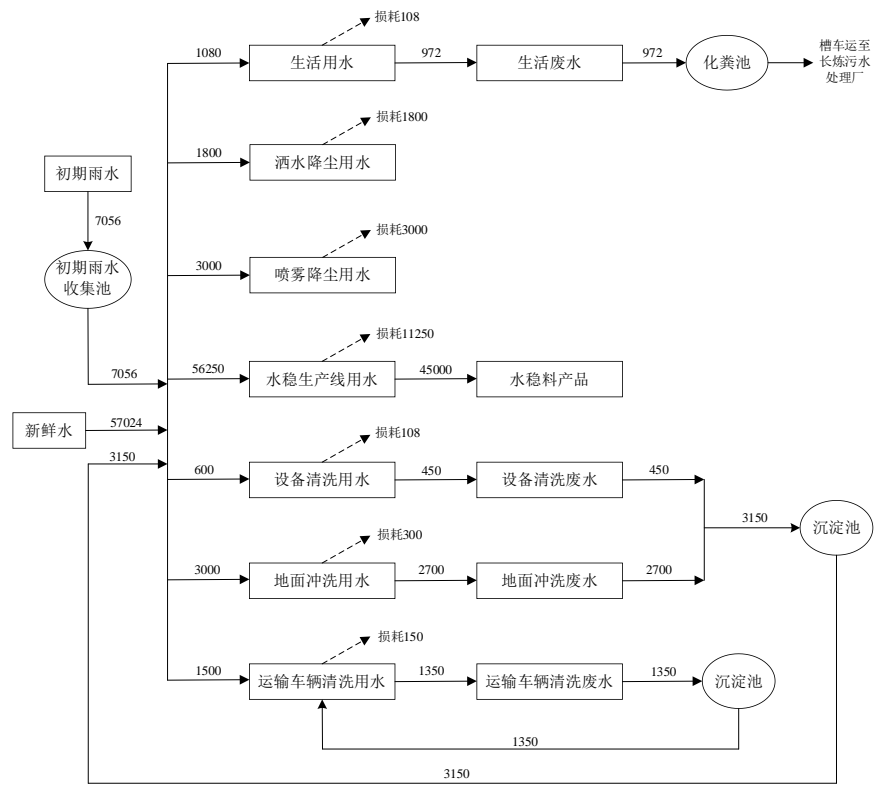 损耗108
1080
生活用水
972
生活废水
972
化粪池
槽车运至
长炼污水
处理厂
损耗1800
1800
洒水降尘用水
初期雨水
7056
损耗3000
3000
喷雾降尘用水
初期雨水
收集池
损耗11250
7056
56250
水稳生产线用水
45000
水稳料产品
新鲜水
57024
损耗108
3150
600
设备清洗用水
450
设备清洗废水
450
3150
沉淀池
损耗300
3000
地面冲洗用水
2700
地面冲洗废水
2700
损耗150
1500
运输车辆清洗用水
1350
运输车辆清洗废水
1350
沉淀池
1350
3150